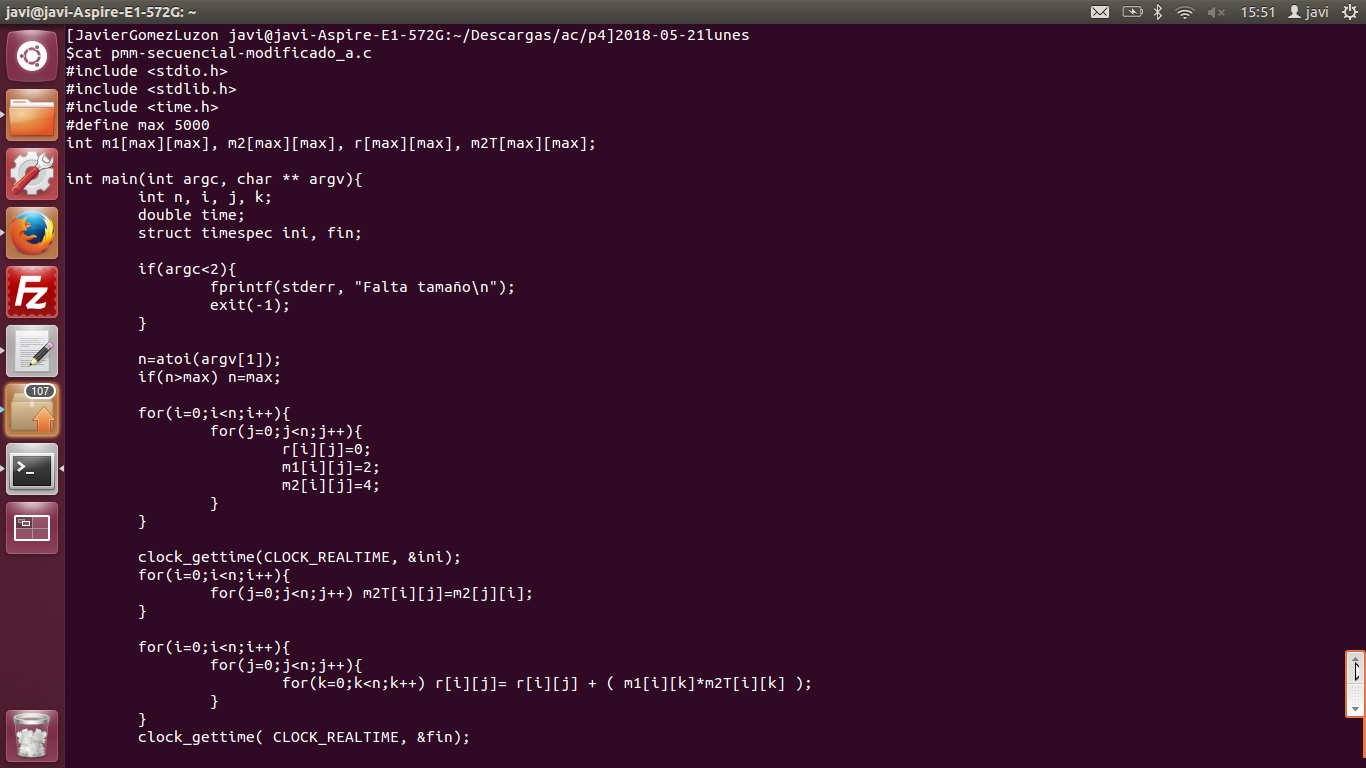 javi@javi-Aspire-E1-572G: ~
15:51
javi
[JavierGomezLuzon javi@javi-Aspire-E1-572G:~/Descargas/ac/p4]2018-05-21lunes
$cat pmm-secuencial-modificado_a.c
#include <stdio.h>
#include <stdlib.h>
#include <time.h>
#define max 5000
int m1[max][max], m2[max][max], r[max][max], m2T[max][max];

int main(int argc, char ** argv){
        int n, i, j, k;
        double time;
        struct timespec ini, fin;

        if(argc<2){
                fprintf(stderr, "Falta tamaño\n");
                exit(-1);
        }

        n=atoi(argv[1]);
        if(n>max) n=max;

        for(i=0;i<n;i++){
                for(j=0;j<n;j++){
                        r[i][j]=0;
                        m1[i][j]=2;
                        m2[i][j]=4;
                }
        }

        clock_gettime(CLOCK_REALTIME, &ini);
        for(i=0;i<n;i++){
                for(j=0;j<n;j++) m2T[i][j]=m2[j][i];
        }

        for(i=0;i<n;i++){
                for(j=0;j<n;j++){
                        for(k=0;k<n;k++) r[i][j]= r[i][j] + ( m1[i][k]*m2T[i][k] );
                }
        }
        clock_gettime( CLOCK_REALTIME, &fin);
Fz
107
>_